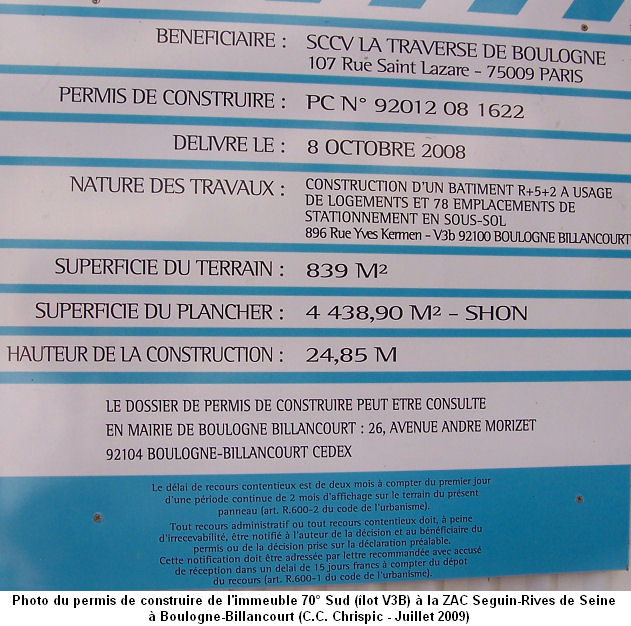 BENEFICIAIRE : SCCV LA TRAVERSE DE BOULOGNE
107 Rue Saint Lazare - 75009 PARIS
PERMIS DE CONSTRUIRE : PC N° 92012 08 1622
DELIVRE LE : 8 OCTOBRE 2008
NATURE DES TRAVAUX : CONSTRUCTION D'UN BATIMENT R+5+2 A USAGE
DE LOGEMENTS ET 78 EMPLACEMENTS DE
STATIONNEMENT EN SOUS-SOL
896 Rue Yves Kermen - V3b 92100 BOULOGNE BILLANCOURT
SUPERFICIE DU TERRAIN : 839 M²
SUPERFICIE DU PLANCHER : 4 438,90 M² - SHON
HAUTEUR DE LA CONSTRUCTION : 24,85 M
LE DOSSIER DE PERMIS DE CONSTRUIRE PEUT ETRE CONSULTE
EN MAIRIE DE BOULOGNE BILLANCOURT : 26, AVENUE ANDRE MORIZET
92104 BOULOGNE-BILLANCOURT CEDEX
Le délai de recours contentieux est de deux mois à compter du premier jour
d'une période continue de 2 mois d'affichage sur le terrain du présent
panneau (art. R.600-2 du code de l'urbanisme).
Tout recours administratif ou tout recours contentieux doit, à peine
d'irrecevabilité, être notifié à l'auteur de la décision et au bénéficiaire du
permis ou de la décision prise sur la déclaration préalable.
Cette notification doit être adressée par lettre recommandée avec accusé
de réception dans un délai de 15 jours francs à compter du dépôt
du recours (art. R.600-1 du code de l'urbanisme).
Photo du permis de construire de l'immeuble 70° Sud (îlot V3B) à la ZAC Seguin-Rives de Seine
à Boulogne-Billancourt (C.C. Chrispic - Juillet 2009)